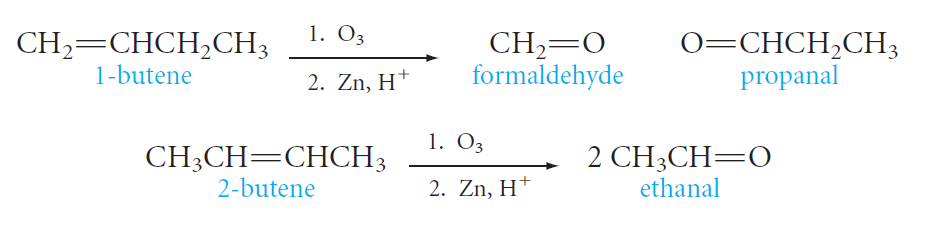 CH₂=CHCH₂CH₃ 1. O₃ CH₂=O O=CHCH₂CH₃
1-butene 2. Zn, H⁺ formaldehyde propanal
CH₃CH=CHCH₃ 1. O₃ 2 CH₃CH=O
2-butene 2. Zn, H⁺ ethanal